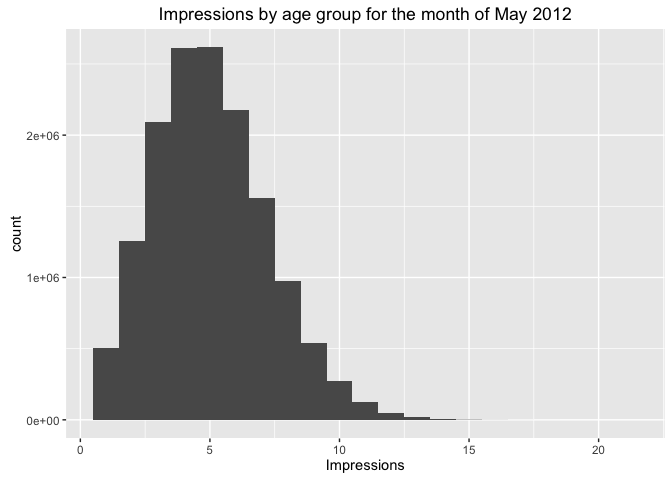 Impressions by age group for the month of May 2012
count
2e+06
1e+06
0e+00
0 5 10 15 20
Impressions